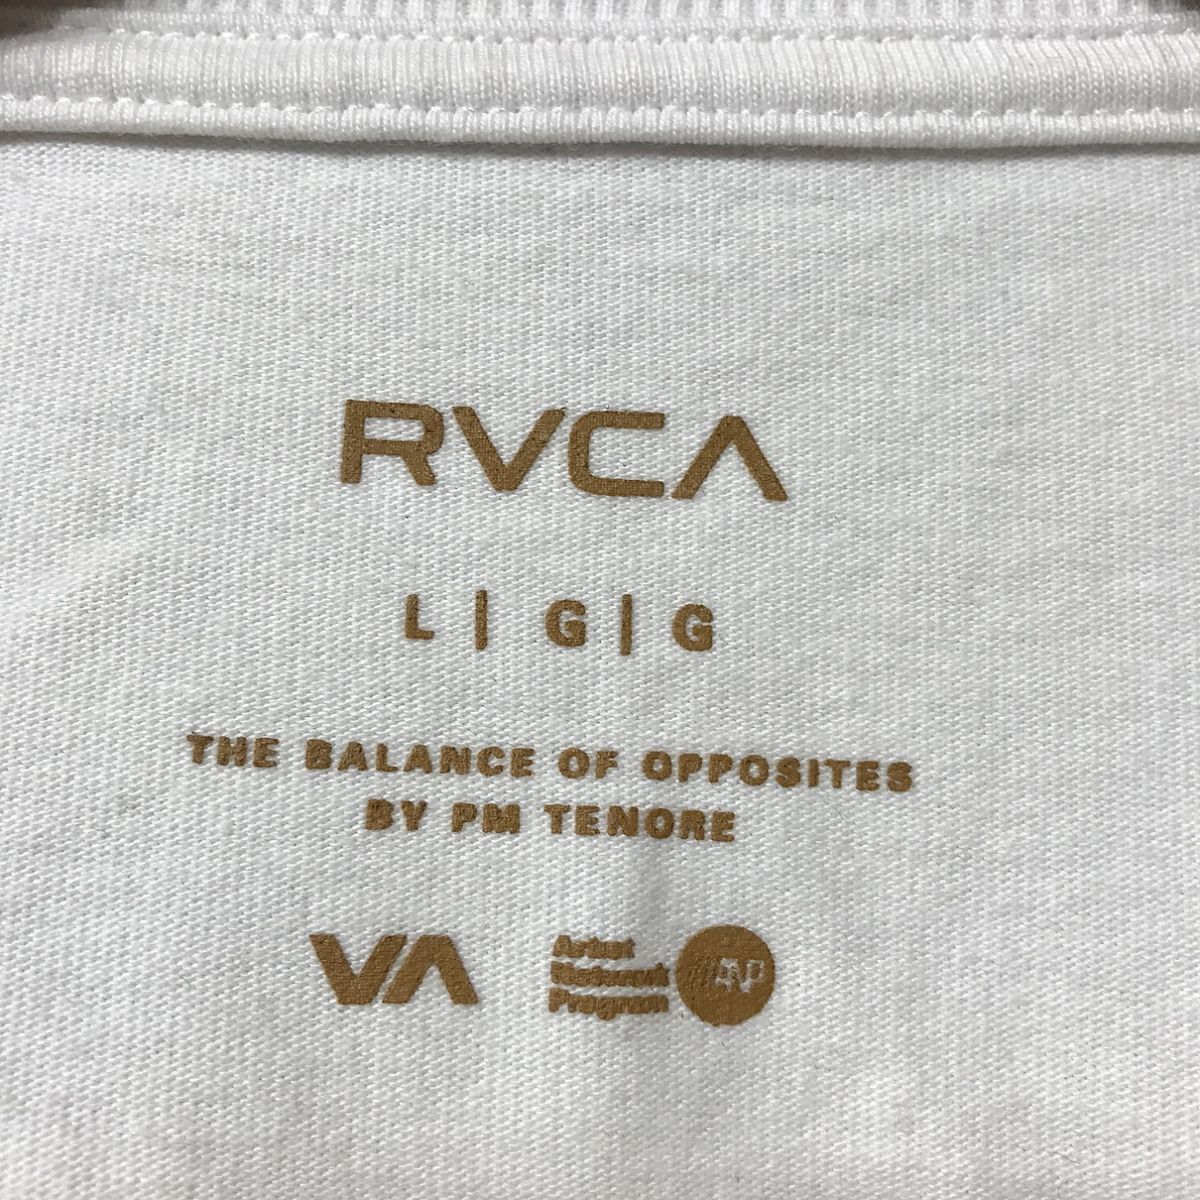 RVCA
L | G | G
THE BALANCE OF OPPOSITES
BY PM TENORE
VA
Artist
Network
Program